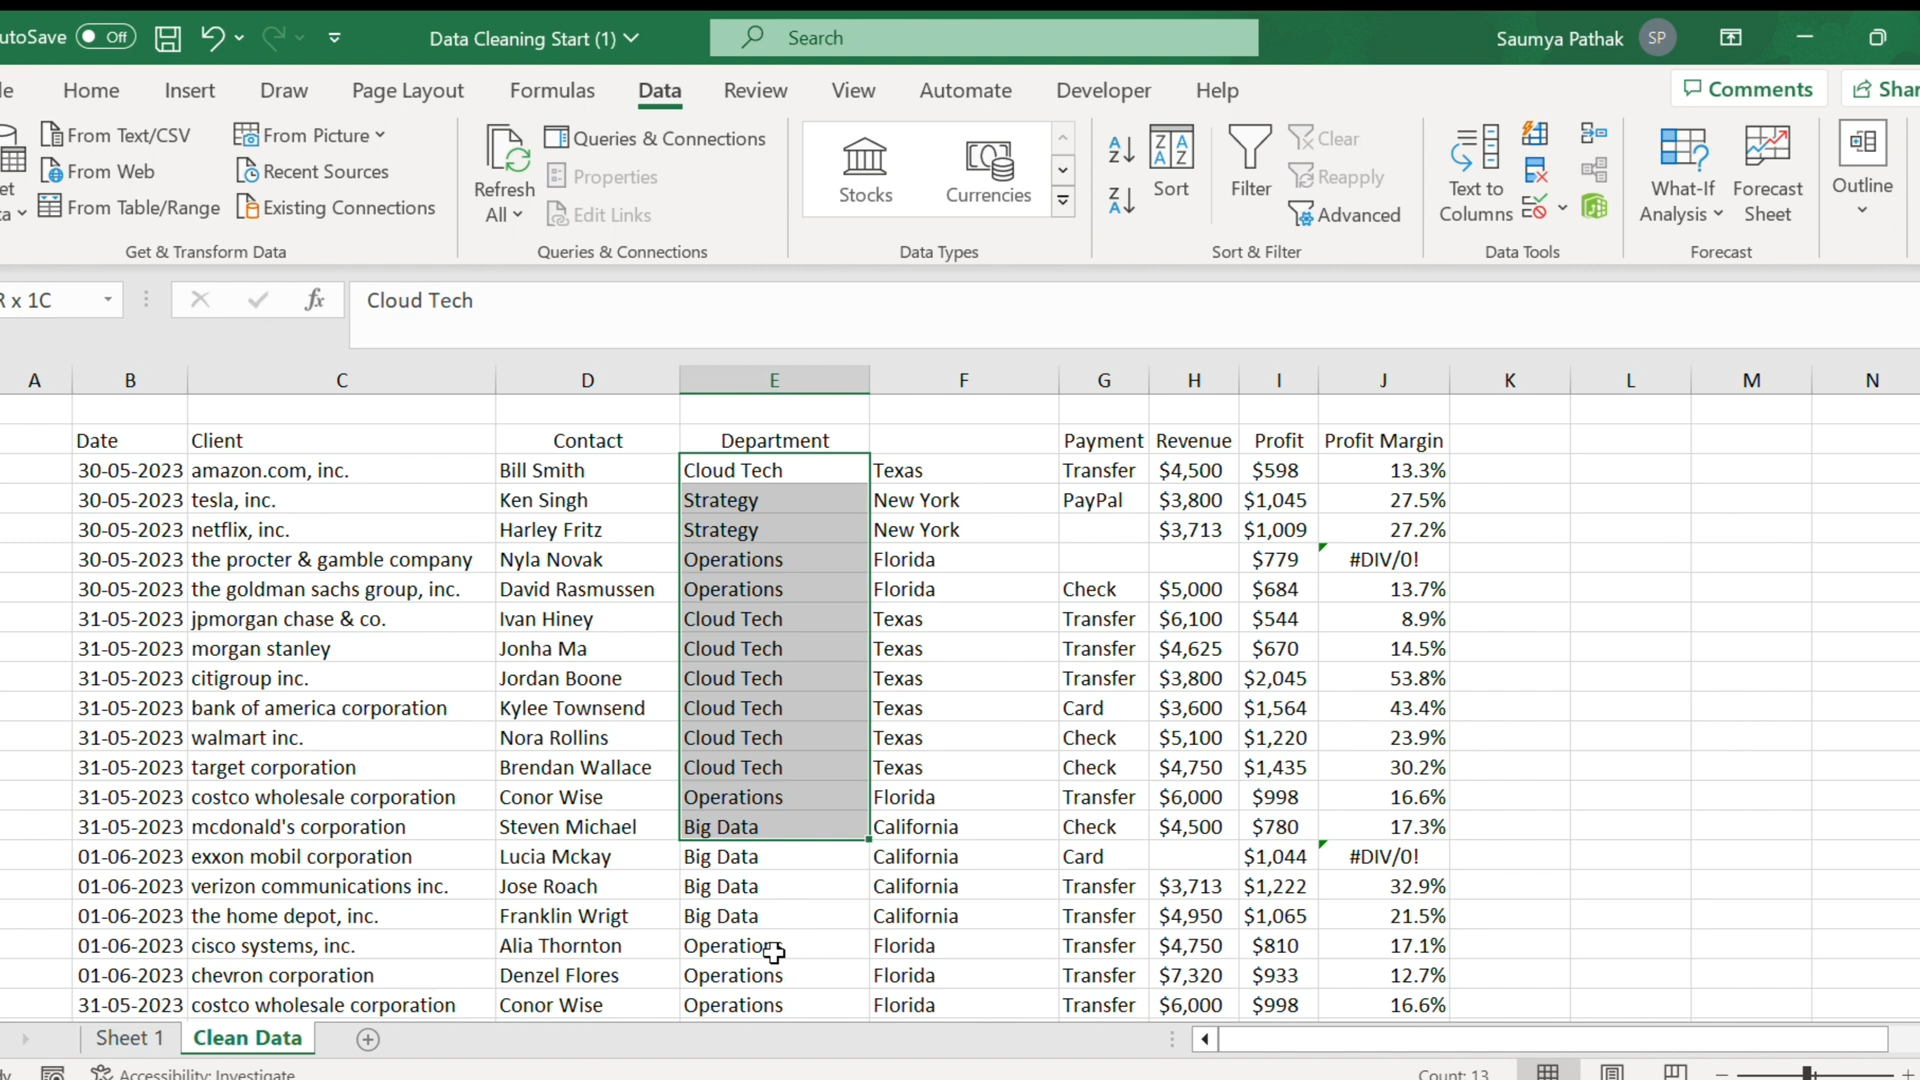 utoSave Off Data Cleaning Start (1) Search Saumya Pathak SP
le Home Insert Draw Page Layout Formulas Data Review View Automate Developer Help Comments Shar
From Text/CSV From Picture Queries & Connections Clear
From Web Recent Sources Properties Reapply
From Table/Range Existing Connections Edit Links Advanced
et Refresh Stocks Currencies Sort Filter Text to What-If Forecast Outline
ta All Columns Analysis Sheet
Get & Transform Data Queries & Connections Data Types Sort & Filter Data Tools Forecast
R x 1C fx Cloud Tech
A B C D E F G H I J K L M N
Date Client Contact Department Payment Revenue Profit Profit Margin
30-05-2023 amazon.com, inc. Bill Smith Cloud Tech Texas Transfer $4,500 $598 13.3%
30-05-2023 tesla, inc. Ken Singh Strategy New York PayPal $3,800 $1,045 27.5%
30-05-2023 netflix, inc. Harley Fritz Strategy New York $3,713 $1,009 27.2%
30-05-2023 the procter & gamble company Nyla Novak Operations Florida $779 #DIV/0!
30-05-2023 the goldman sachs group, inc. David Rasmussen Operations Florida Check $5,000 $684 13.7%
31-05-2023 jpmorgan chase & co. Ivan Hiney Cloud Tech Texas Transfer $6,100 $544 8.9%
31-05-2023 morgan stanley Jonha Ma Cloud Tech Texas Transfer $4,625 $670 14.5%
31-05-2023 citigroup inc. Jordan Boone Cloud Tech Texas Transfer $3,800 $2,045 53.8%
31-05-2023 bank of america corporation Kylee Townsend Cloud Tech Texas Card $3,600 $1,564 43.4%
31-05-2023 walmart inc. Nora Rollins Cloud Tech Texas Check $5,100 $1,220 23.9%
31-05-2023 target corporation Brendan Wallace Cloud Tech Texas Check $4,750 $1,435 30.2%
31-05-2023 costco wholesale corporation Conor Wise Operations Florida Transfer $6,000 $998 16.6%
31-05-2023 mcdonald's corporation Steven Michael Big Data California Check $4,500 $780 17.3%
01-06-2023 exxon mobil corporation Lucia Mckay Big Data California Card $1,044 #DIV/0!
01-06-2023 verizon communications inc. Jose Roach Big Data California Transfer $3,713 $1,222 32.9%
01-06-2023 the home depot, inc. Franklin Wrigt Big Data California Transfer $4,950 $1,065 21.5%
01-06-2023 cisco systems, inc. Alia Thornton Operations Florida Transfer $4,750 $810 17.1%
01-06-2023 chevron corporation Denzel Flores Operations Florida Transfer $7,320 $933 12.7%
31-05-2023 costco wholesale corporation Conor Wise Operations Florida Transfer $6,000 $998 16.6%
Sheet 1 Clean Data
dy Accessibility: Investigate Count: 13